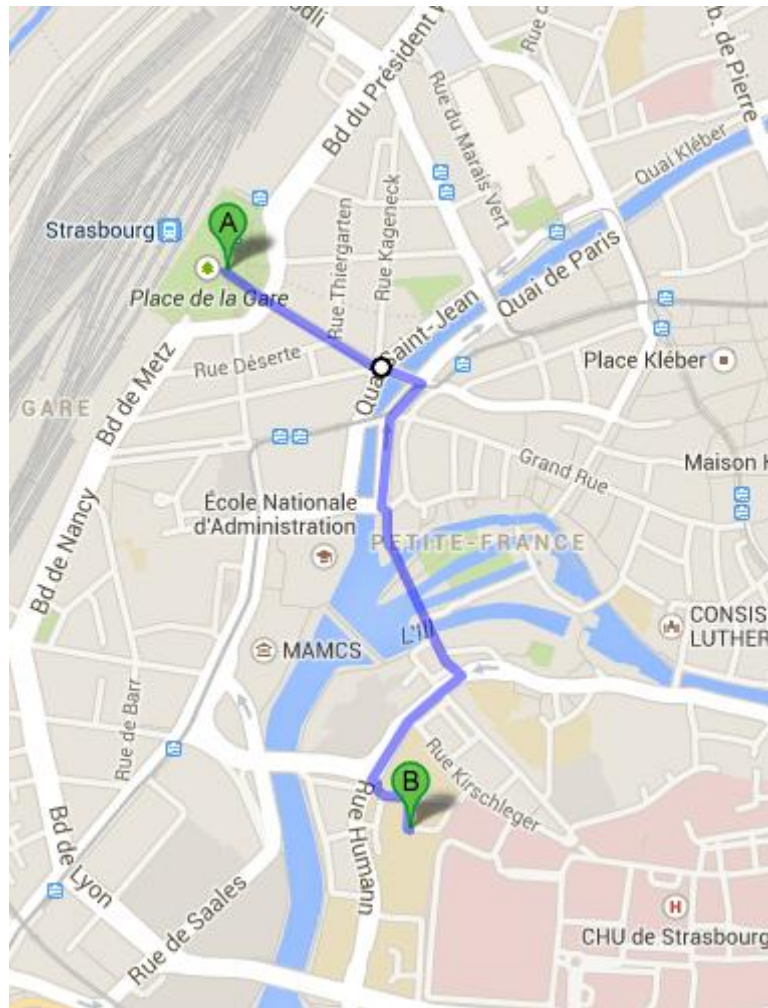 odli
Bd du Président
Rue d
b. de Pierre
Rue du Marais Vert
Quai Kléber
A
Strasbourg
Place de la Gare
Rue Thiergarten
Rue Kageneck
Quai de Paris
Quai Saint-Jean
Rue Déserte
Bd de Metz
Place Kléber
GARE
Grand Rue
Maison K
École Nationale
d'Administration
PETITE-FRANCE
Bd de Nancy
L'Ill
CONSIS
LUTHER
MAMCS
Rue de Barr
B
Rue Kirschleger
Rue Humann
Bd de Lyon
Rue de Saales
H
CHU de Strasbourg